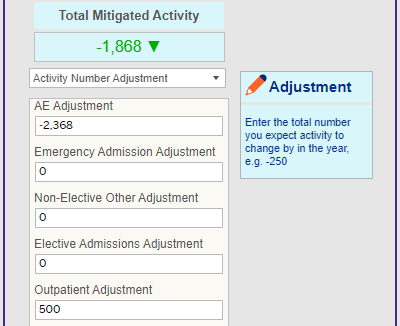 Total Mitigated Activity
-1,868 ▼
Activity Number Adjustment
AE Adjustment
-2,368
Emergency Admission Adjustment
0
Non-Elective Other Adjustment
0
Elective Admissions Adjustment
0
Outpatient Adjustment
500
Adjustment
Enter the total number
you expect activity to
change by in the year,
e.g. -250